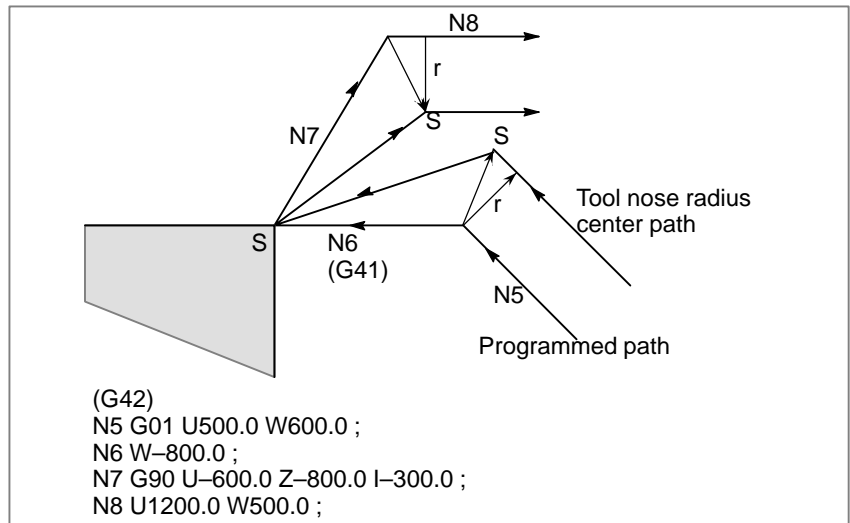 N8
r
S
N7
S
r
Tool nose radius
center path
S
N6
(G41)
N5
Programmed path
(G42)
N5 G01 U500.0 W600.0 ;
N6 W–800.0 ;
N7 G90 U–600.0 Z–800.0 I–300.0 ;
N8 U1200.0 W500.0 ;